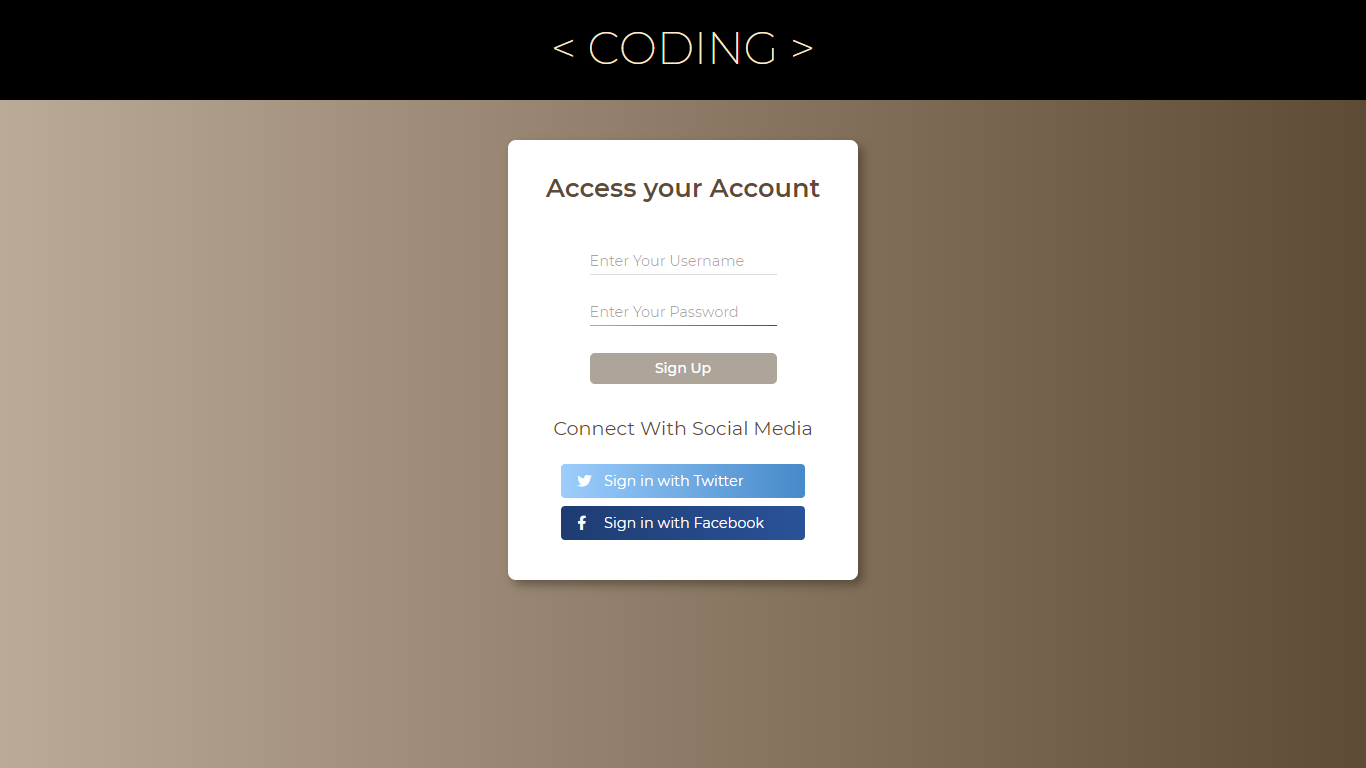 < CODING >
Access your Account
Enter Your Username
Enter Your Password
Sign Up
Connect With Social Media
Sign in with Twitter
Sign in with Facebook